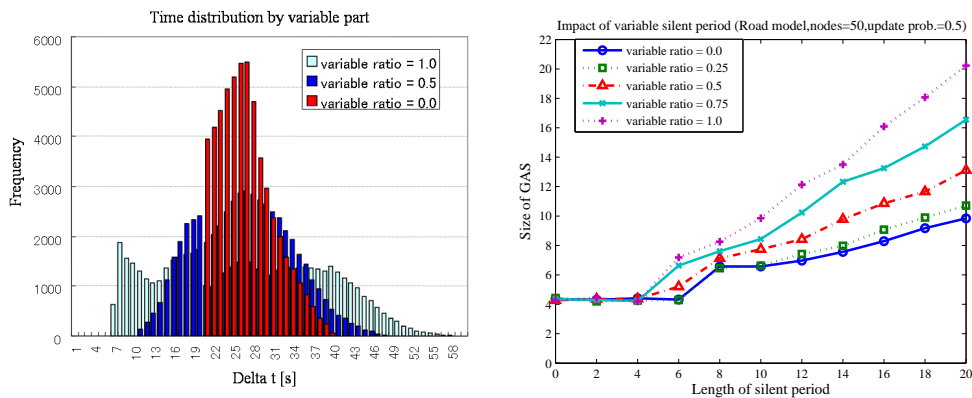 Time distribution by variable part
6000
5000
4000
3000
2000
1000
0
Frequency
variable ratio = 1.0
variable ratio = 0.5
variable ratio = 0.0
1 4 7 10 13 16 19 22 25 28 31 34 37 40 43 46 49 52 55 58
Delta t [s]
Impact of variable silent period (Road model,nodes=50,update prob.=0.5)
22
20
18
16
14
12
10
8
6
4
2
0
Size of GAS
variable ratio = 0.0
variable ratio = 0.25
variable ratio = 0.5
variable ratio = 0.75
variable ratio = 1.0
0 2 4 6 8 10 12 14 16 18 20
Length of silent period